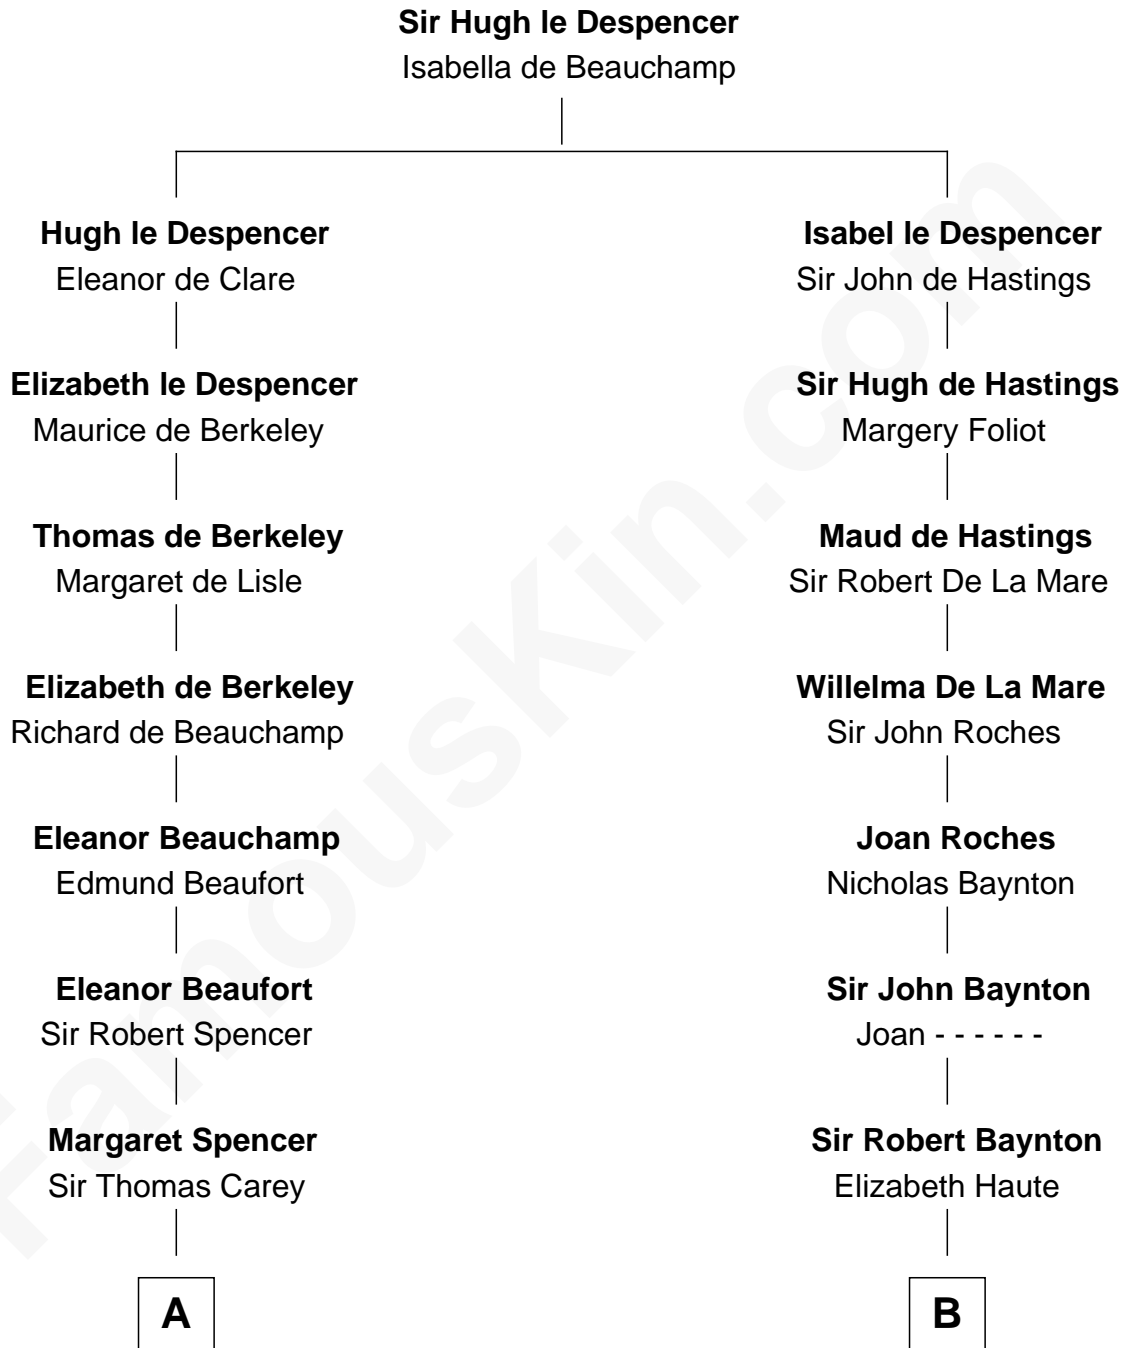 Sir Hugh le Despencer
Isabella de Beauchamp
Hugh le Despencer
Eleanor de Clare
Elizabeth le Despencer
Maurice de Berkeley
Thomas de Berkeley
Margaret de Lisle
Elizabeth de Berkeley
Richard de Beauchamp
Eleanor Beauchamp
Edmund Beaufort
Eleanor Beaufort
Sir Robert Spencer
Margaret Spencer
Sir Thomas Carey
A
Isabel le Despencer
Sir John de Hastings
Sir Hugh de Hastings
Margery Foliot
Maud de Hastings
Sir Robert De La Mare
Willelma De La Mare
Sir John Roches
Joan Roches
Nicholas Baynton
Sir John Baynton
Joan - - - - - -
Sir Robert Baynton
Elizabeth Haute
B
FamousKin.com